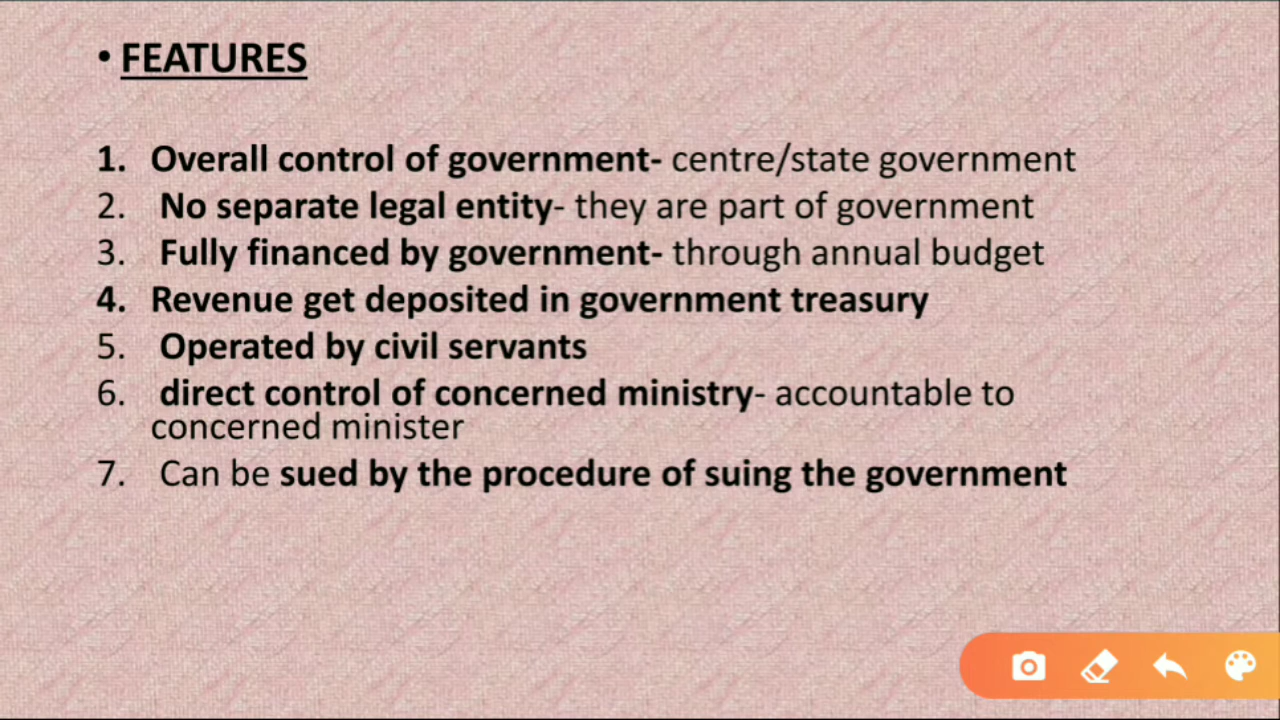 • FEATURES
1. Overall control of government- centre/state government
2. No separate legal entity- they are part of government
3. Fully financed by government- through annual budget
4. Revenue get deposited in government treasury
5. Operated by civil servants
6. direct control of concerned ministry- accountable to
concerned minister
7. Can be sued by the procedure of suing the government